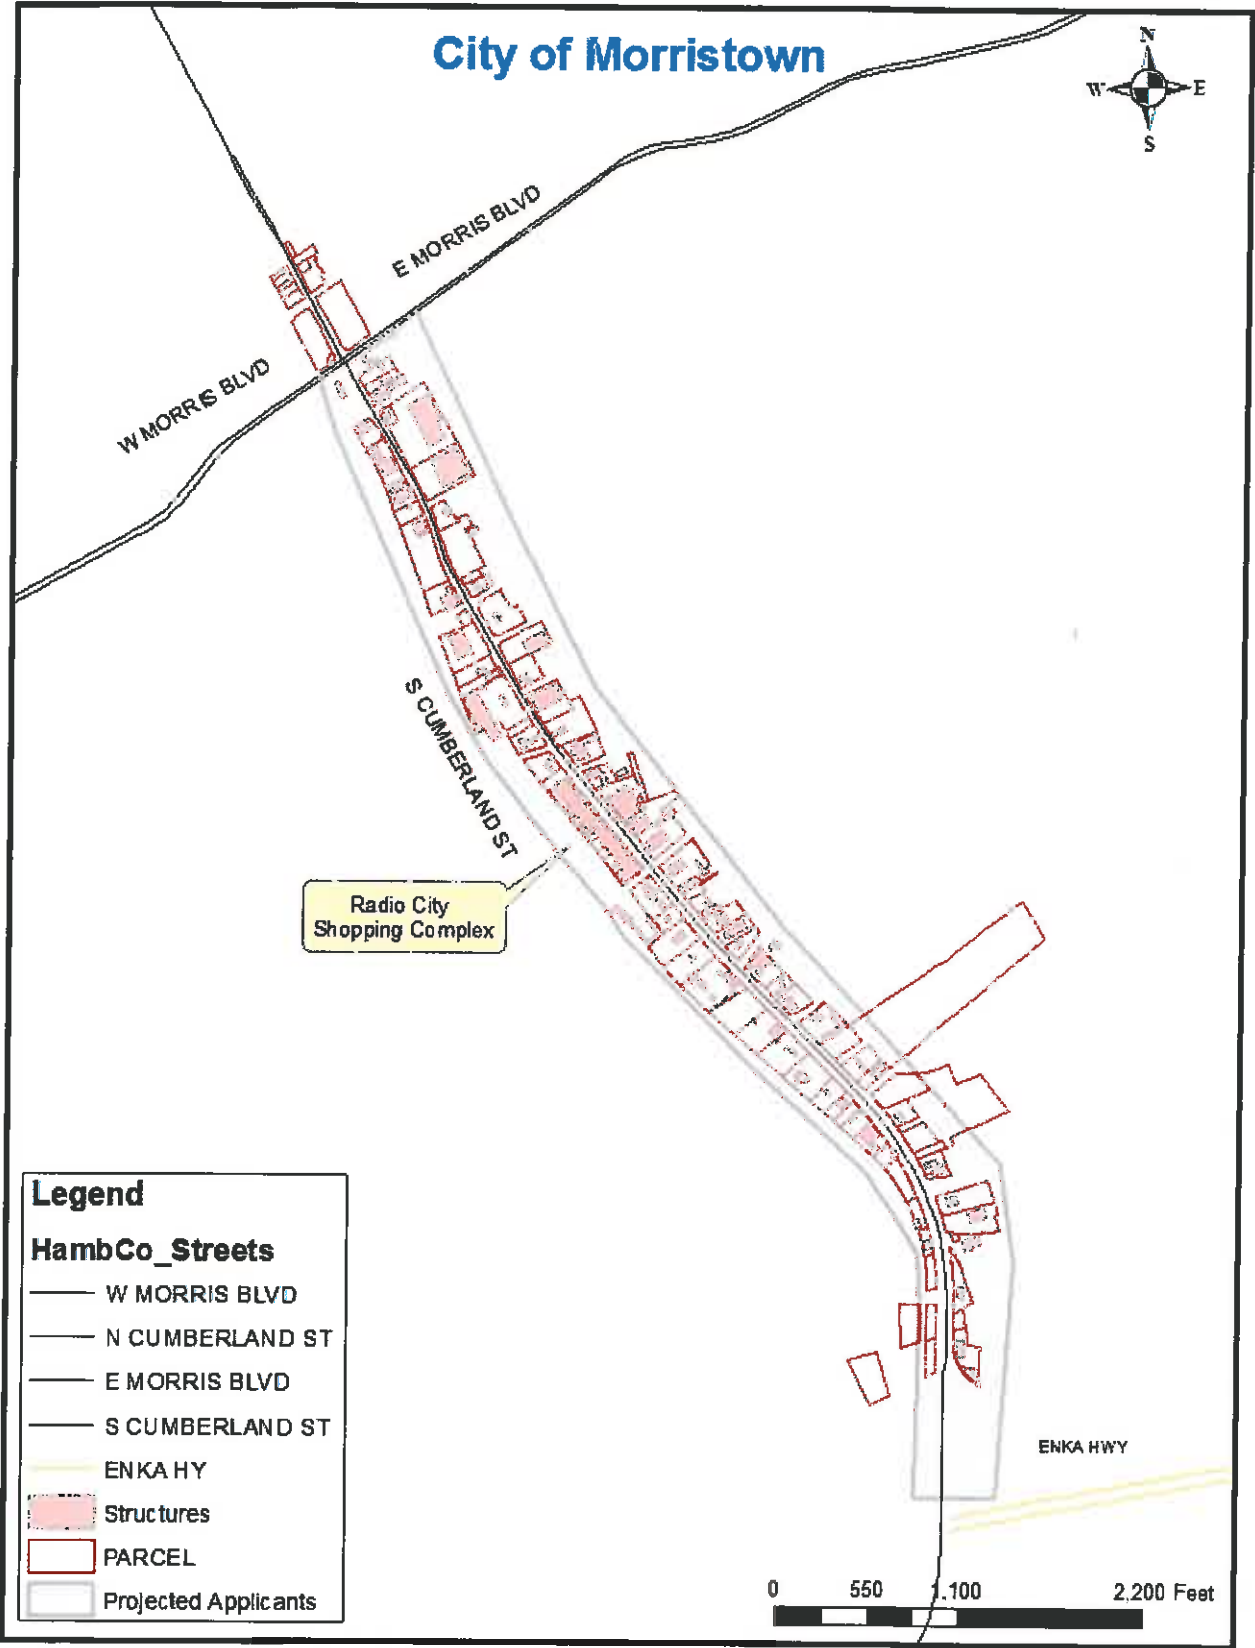 City of Morristown
N
W
E
S
E MORRIS BLVD
W MORRIS BLVD
S CUMBERLAND ST
Radio City
Shopping Complex
Legend
HambCo_Streets
W MORRIS BLVD
N CUMBERLAND ST
E MORRIS BLVD
S CUMBERLAND ST
ENKA HY
Structures
PARCEL
Projected Applicants
ENKA HWY
0 550 1,100 2,200 Feet